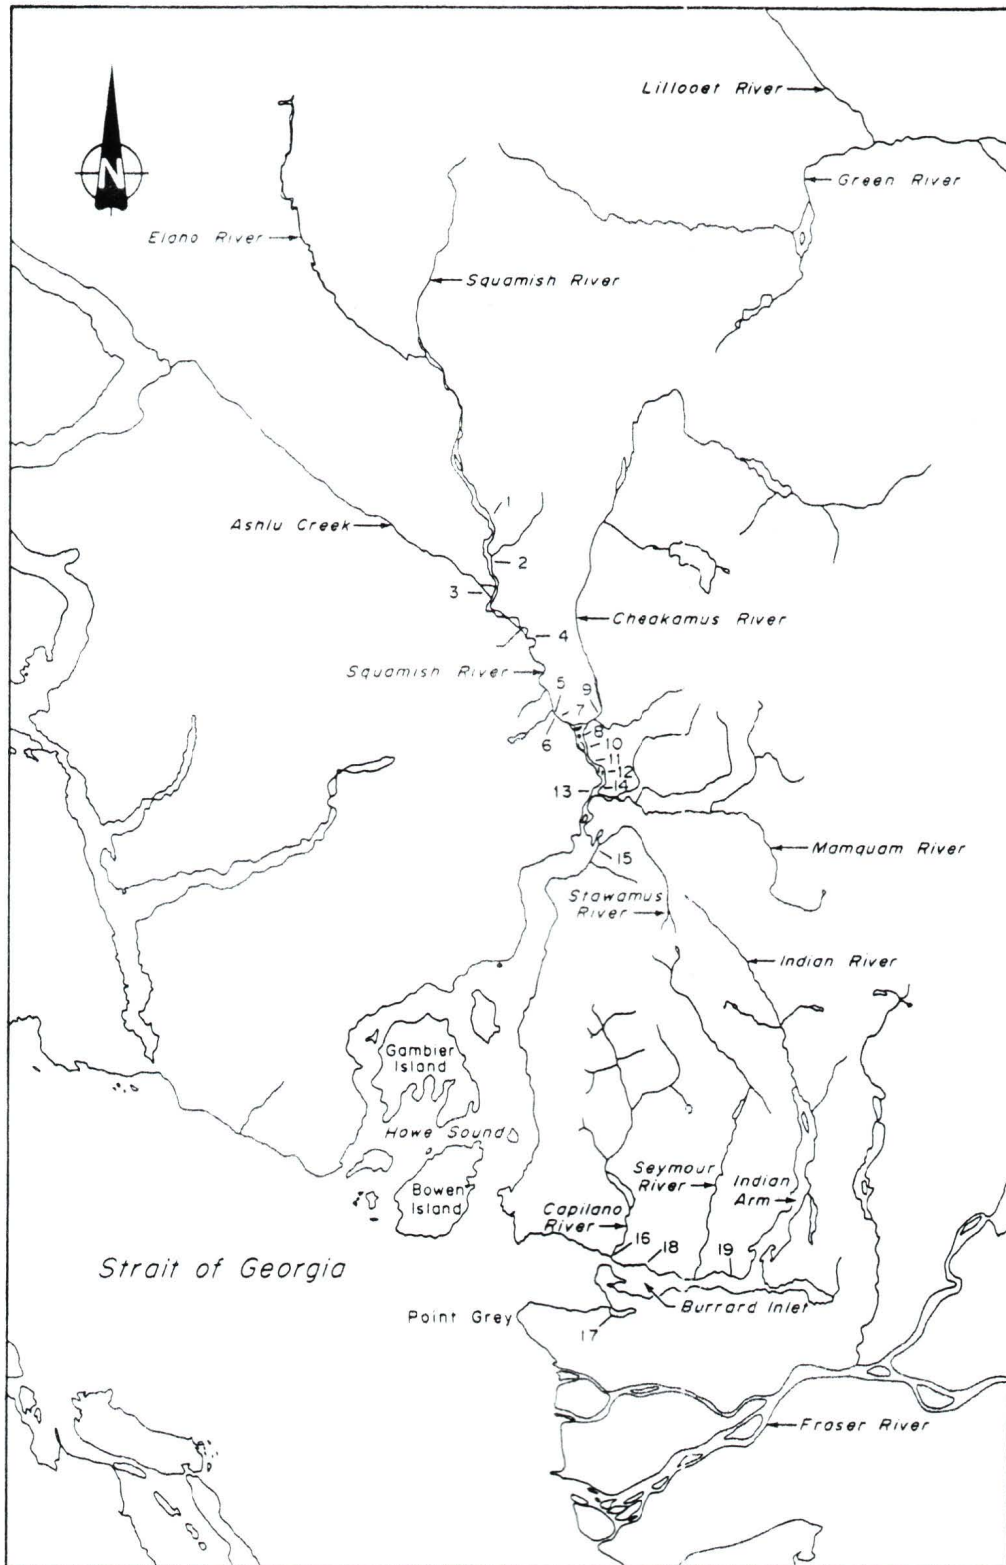 Lillooet River
Green River
N
Elaho River
Squamish River
1
Ashlu Creek
2
3
Cheakamus River
4
Squamish River
5
9
7
6
8
10
11
12
13
14
Mamquam River
15
Stawamus
River
Indian River
Gambier
Island
Howe Sound
Seymour
River
Indian
Arm
Bowen
Island
Capilano
River
16
18
19
Strait of Georgia
Burrard Inlet
Point Grey
17
Fraser River